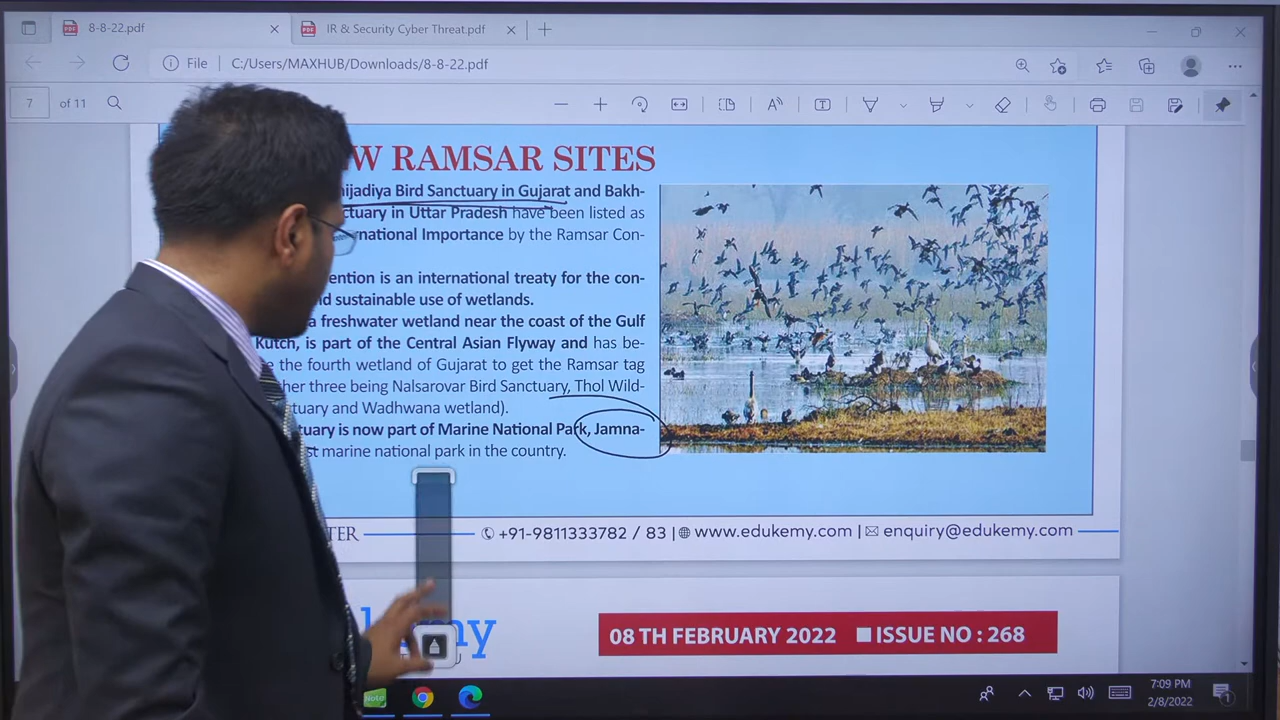 8-8-22.pdf
IR & Security Cyber Threat.pdf
File
C:/Users/MAXHUB/Downloads/8-8-22.pdf
7 of 11
W RAMSAR SITES
hijadiya Bird Sanctuary in Gujarat and Bakh-
ctuary in Uttar Pradesh have been listed as
rnational Importance by the Ramsar Con-
ention is an international treaty for the con-
nd sustainable use of wetlands.
a freshwater wetland near the coast of the Gulf
Kutch, is part of the Central Asian Flyway and has be-
e the fourth wetland of Gujarat to get the Ramsar tag
her three being Nalsarovar Bird Sanctuary, Thol Wild-
tuary and Wadhwana wetland).
tuary is now part of Marine National Park, Jamna-
st marine national park in the country.
TER
+91-9811333782 / 83 | www.edukemy.com | enquiry@edukemy.com
08 TH FEBRUARY 2022 ISSUE NO : 268
7:09 PM
2/8/2022